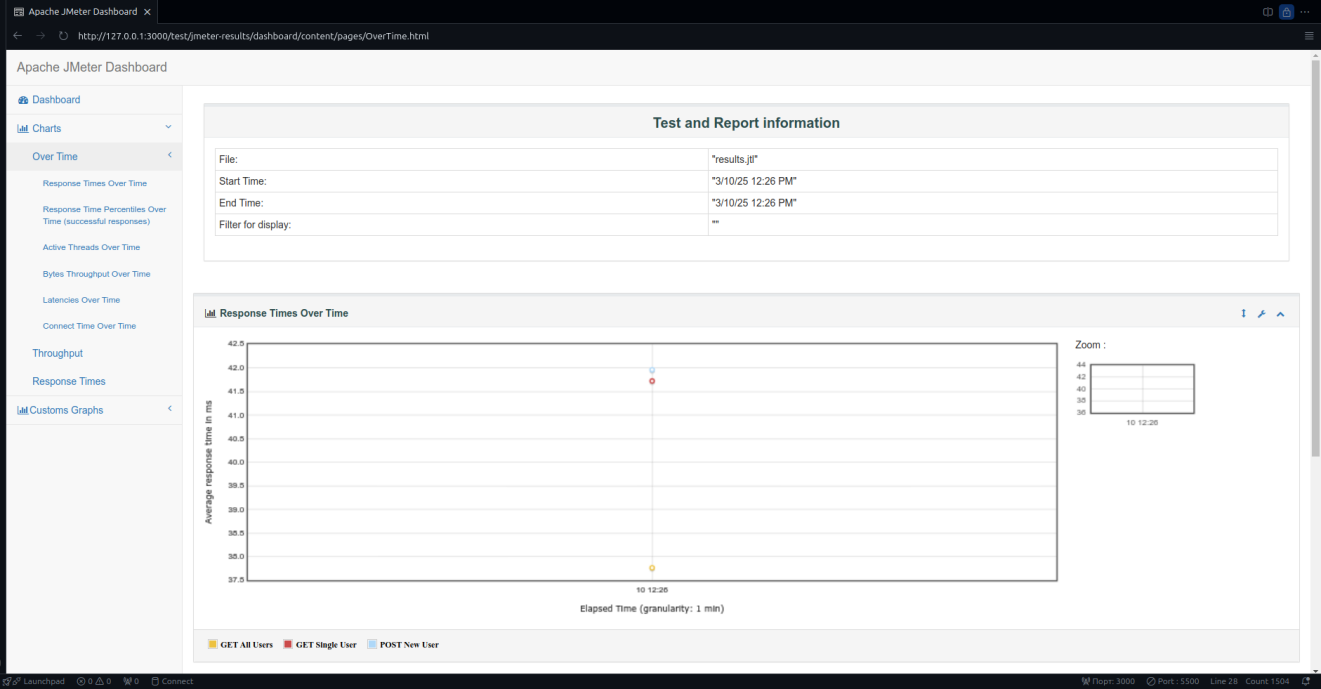 Apache JMeter Dashboard
http://127.0.0.1:3000/test/jmeter-results/dashboard/content/pages/OverTime.html
Apache JMeter Dashboard
Dashboard
Charts
Over Time
Response Times Over Time
Response Time Percentiles Over
Time (successful responses)
Active Threads Over Time
Bytes Throughput Over Time
Latencies Over Time
Connect Time Over Time
Throughput
Response Times
Customs Graphs
Test and Report information
File: "results.jtl"
Start Time: "3/10/25 12:26 PM"
End Time: "3/10/25 12:26 PM"
Filter for display: ""
Response Times Over Time
Average response time in ms
42.5
42.0
41.5
41.0
40.5
40.0
39.5
39.0
38.5
38.0
37.5
10 12:26
Elapsed Time (granularity: 1 min)
Zoom :
44
42
40
38
36
10 12:26
GET All Users GET Single User POST New User
Launchpad 0 0 0 Connect Порт: 3000 Port : 5500 Line 28 Count 1504